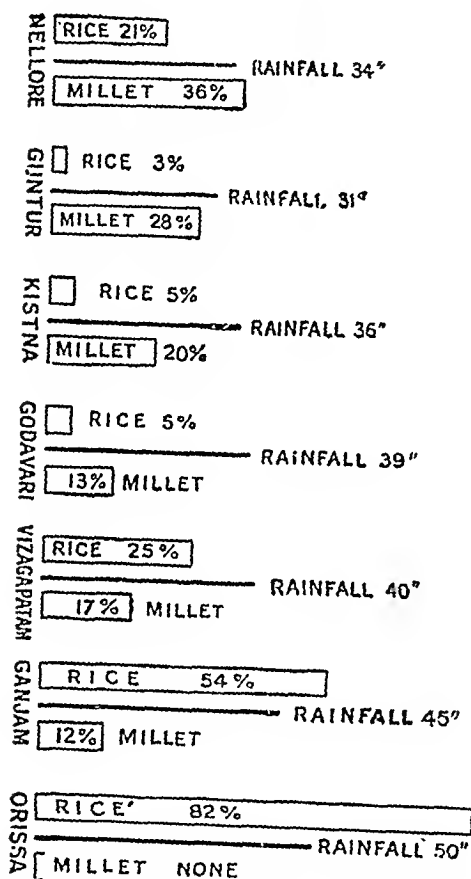 NELLORE
RICE 21%
RAINFALL 34"
MILLET 36%
GUNTUR
RICE 3%
RAINFALL 31"
MILLET 28%
KISTNA
RICE 5%
RAINFALL 36"
MILLET 20%
GODAVARI
RICE 5%
RAINFALL 39"
13% MILLET
VIZAGAPATAM
RICE 25%
RAINFALL 40"
17% MILLET
GANJAM
RICE 54%
RAINFALL 45"
12% MILLET
ORISSA
RICE 82%
RAINFALL 50"
MILLET NONE